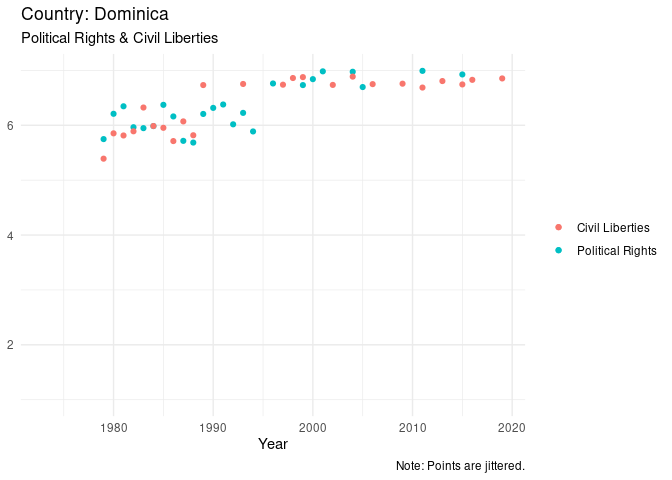 Country: Dominica
Political Rights & Civil Liberties
6
4
2
Civil Liberties
Political Rights
1980 1990 2000 2010 2020
Year
Note: Points are jittered.